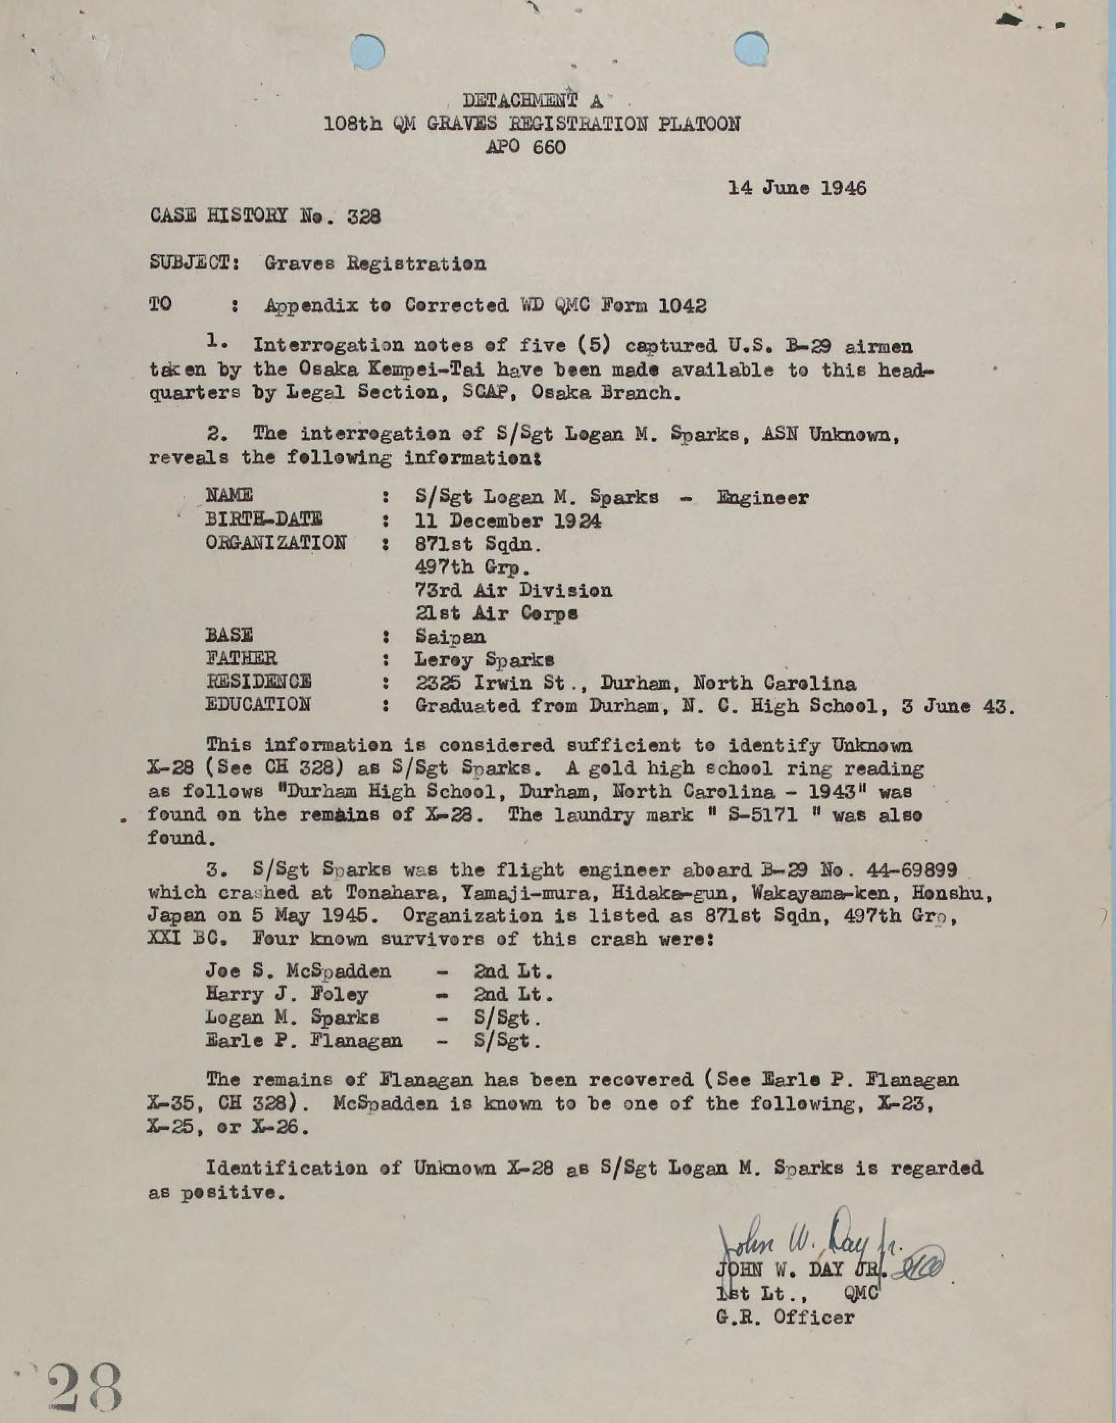 DETACHMENT A
108th QM GRAVES REGISTRATION PLATOON
APO 660
14 June 1946
CASE HISTORY No. 328
SUBJECT: Graves Registration
TO : Appendix to Corrected WD QMC Form 1042
1. Interrogation notes of five (5) captured U.S. B-29 airmen
taken by the Osaka Kempei-Tai have been made available to this head-
quarters by Legal Section, SCAP, Osaka Branch.
2. The interrogation of S/Sgt Logan M. Sparks, ASN Unknown,
reveals the following information:
NAME : S/Sgt Logan M. Sparks - Engineer
BIRTH-DATE : 11 December 1924
ORGANIZATION : 871st Sqdn.
497th Grp.
73rd Air Division
21st Air Corps
BASE : Saipan
FATHER : Leroy Sparks
RESIDENCE : 2325 Irwin St., Durham, North Carolina
EDUCATION : Graduated from Durham, N. C. High School, 3 June 43.
This information is considered sufficient to identify Unknown
X-28 (See CH 328) as S/Sgt Sparks. A gold high school ring reading
as follows "Durham High School, Durham, North Carolina - 1943" was
found on the remains of X-28. The laundry mark " S-5171 " was also
found.
3. S/Sgt Sparks was the flight engineer aboard B-29 No. 44-69899
which crashed at Tonahara, Yamaji-mura, Hidaka-gun, Wakayama-ken, Honshu,
Japan on 5 May 1945. Organization is listed as 871st Sqdn, 497th Grp,
XXI BC. Four known survivors of this crash were:
Joe S. McSpadden - 2nd Lt.
Harry J. Foley - 2nd Lt.
Logan M. Sparks - S/Sgt.
Earle P. Flanagan - S/Sgt.
The remains of Flanagan has been recovered (See Earle P. Flanagan
X-35, CH 328). McSpadden is known to be one of the following, X-23,
X-25, or X-26.
Identification of Unknown X-28 as S/Sgt Logan M. Sparks is regarded
as positive.
John W. Day Jr.
JOHN W. DAY JR.
1st Lt., QMC
G.R. Officer
28